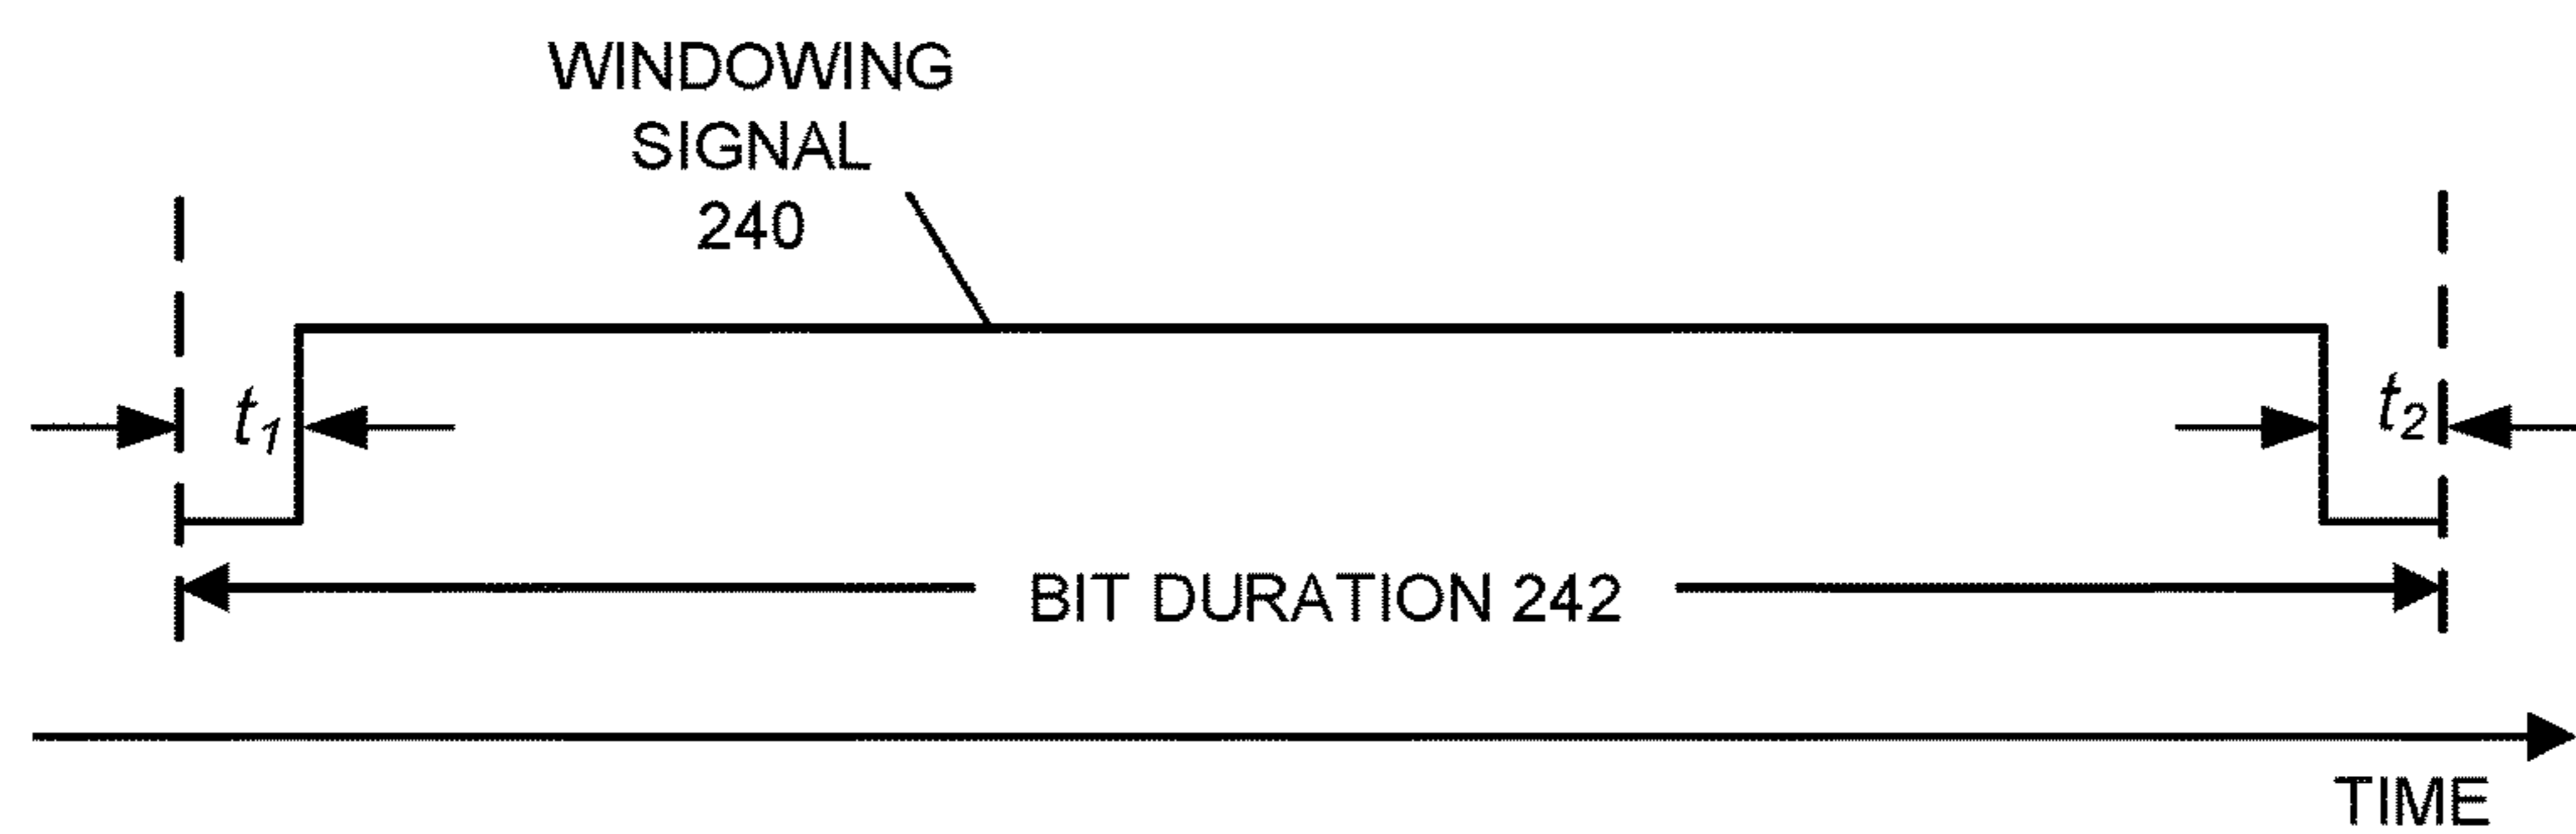 WINDOWING
SIGNAL
240
t1
t2
BIT DURATION 242
TIME